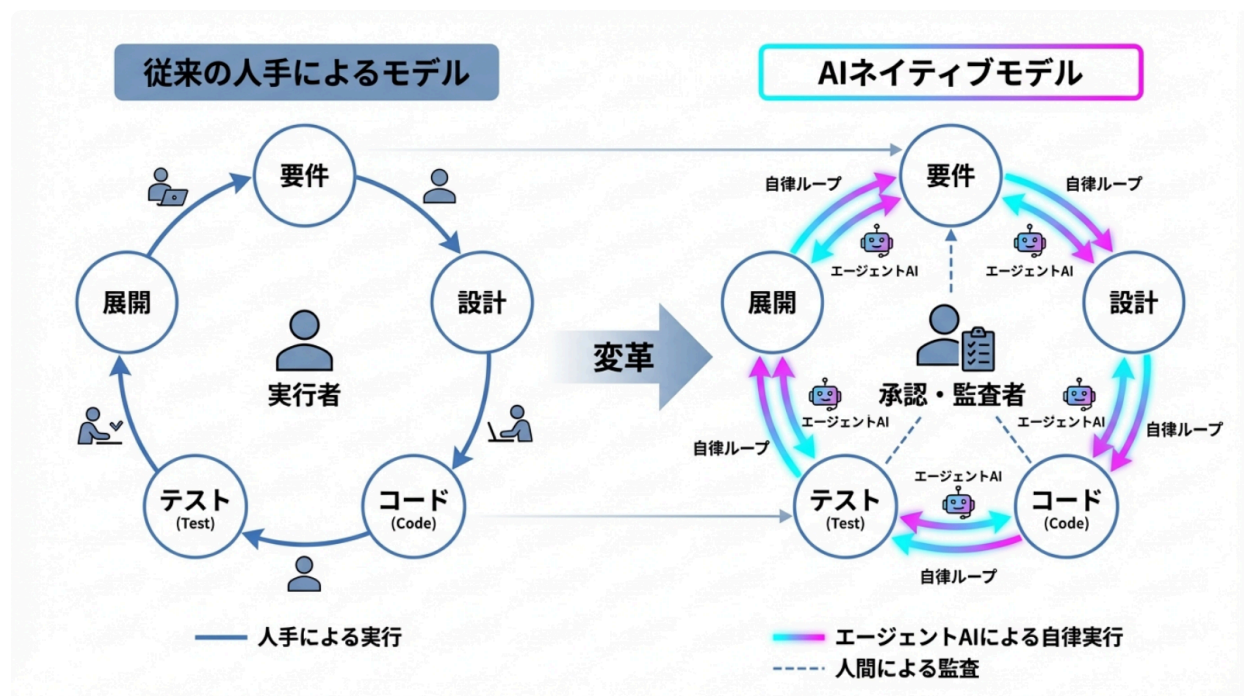 従来の人手によるモデル
要件
設計
コード
(Code)
テスト
(Test)
展開
実行者
人手による実行
変革
AIネイティブモデル
要件
自律ループ
自律ループ
エージェントAI
エージェントAI
展開
設計
承認・監査者
エージェントAI
エージェントAI
自律ループ
自律ループ
エージェントAI
テスト
(Test)
コード
(Code)
自律ループ
エージェントAIによる自律実行
人間による監査